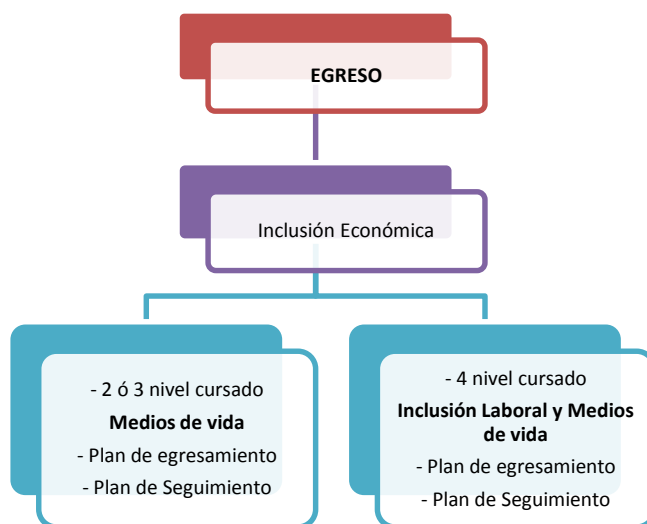 EGRESO
Inclusión Económica
- 2 ó 3 nivel cursado
Medios de vida
- Plan de egresamiento
- Plan de Seguimiento
- 4 nivel cursado
Inclusión Laboral y Medios
de vida
- Plan de egresamiento
- Plan de Seguimiento